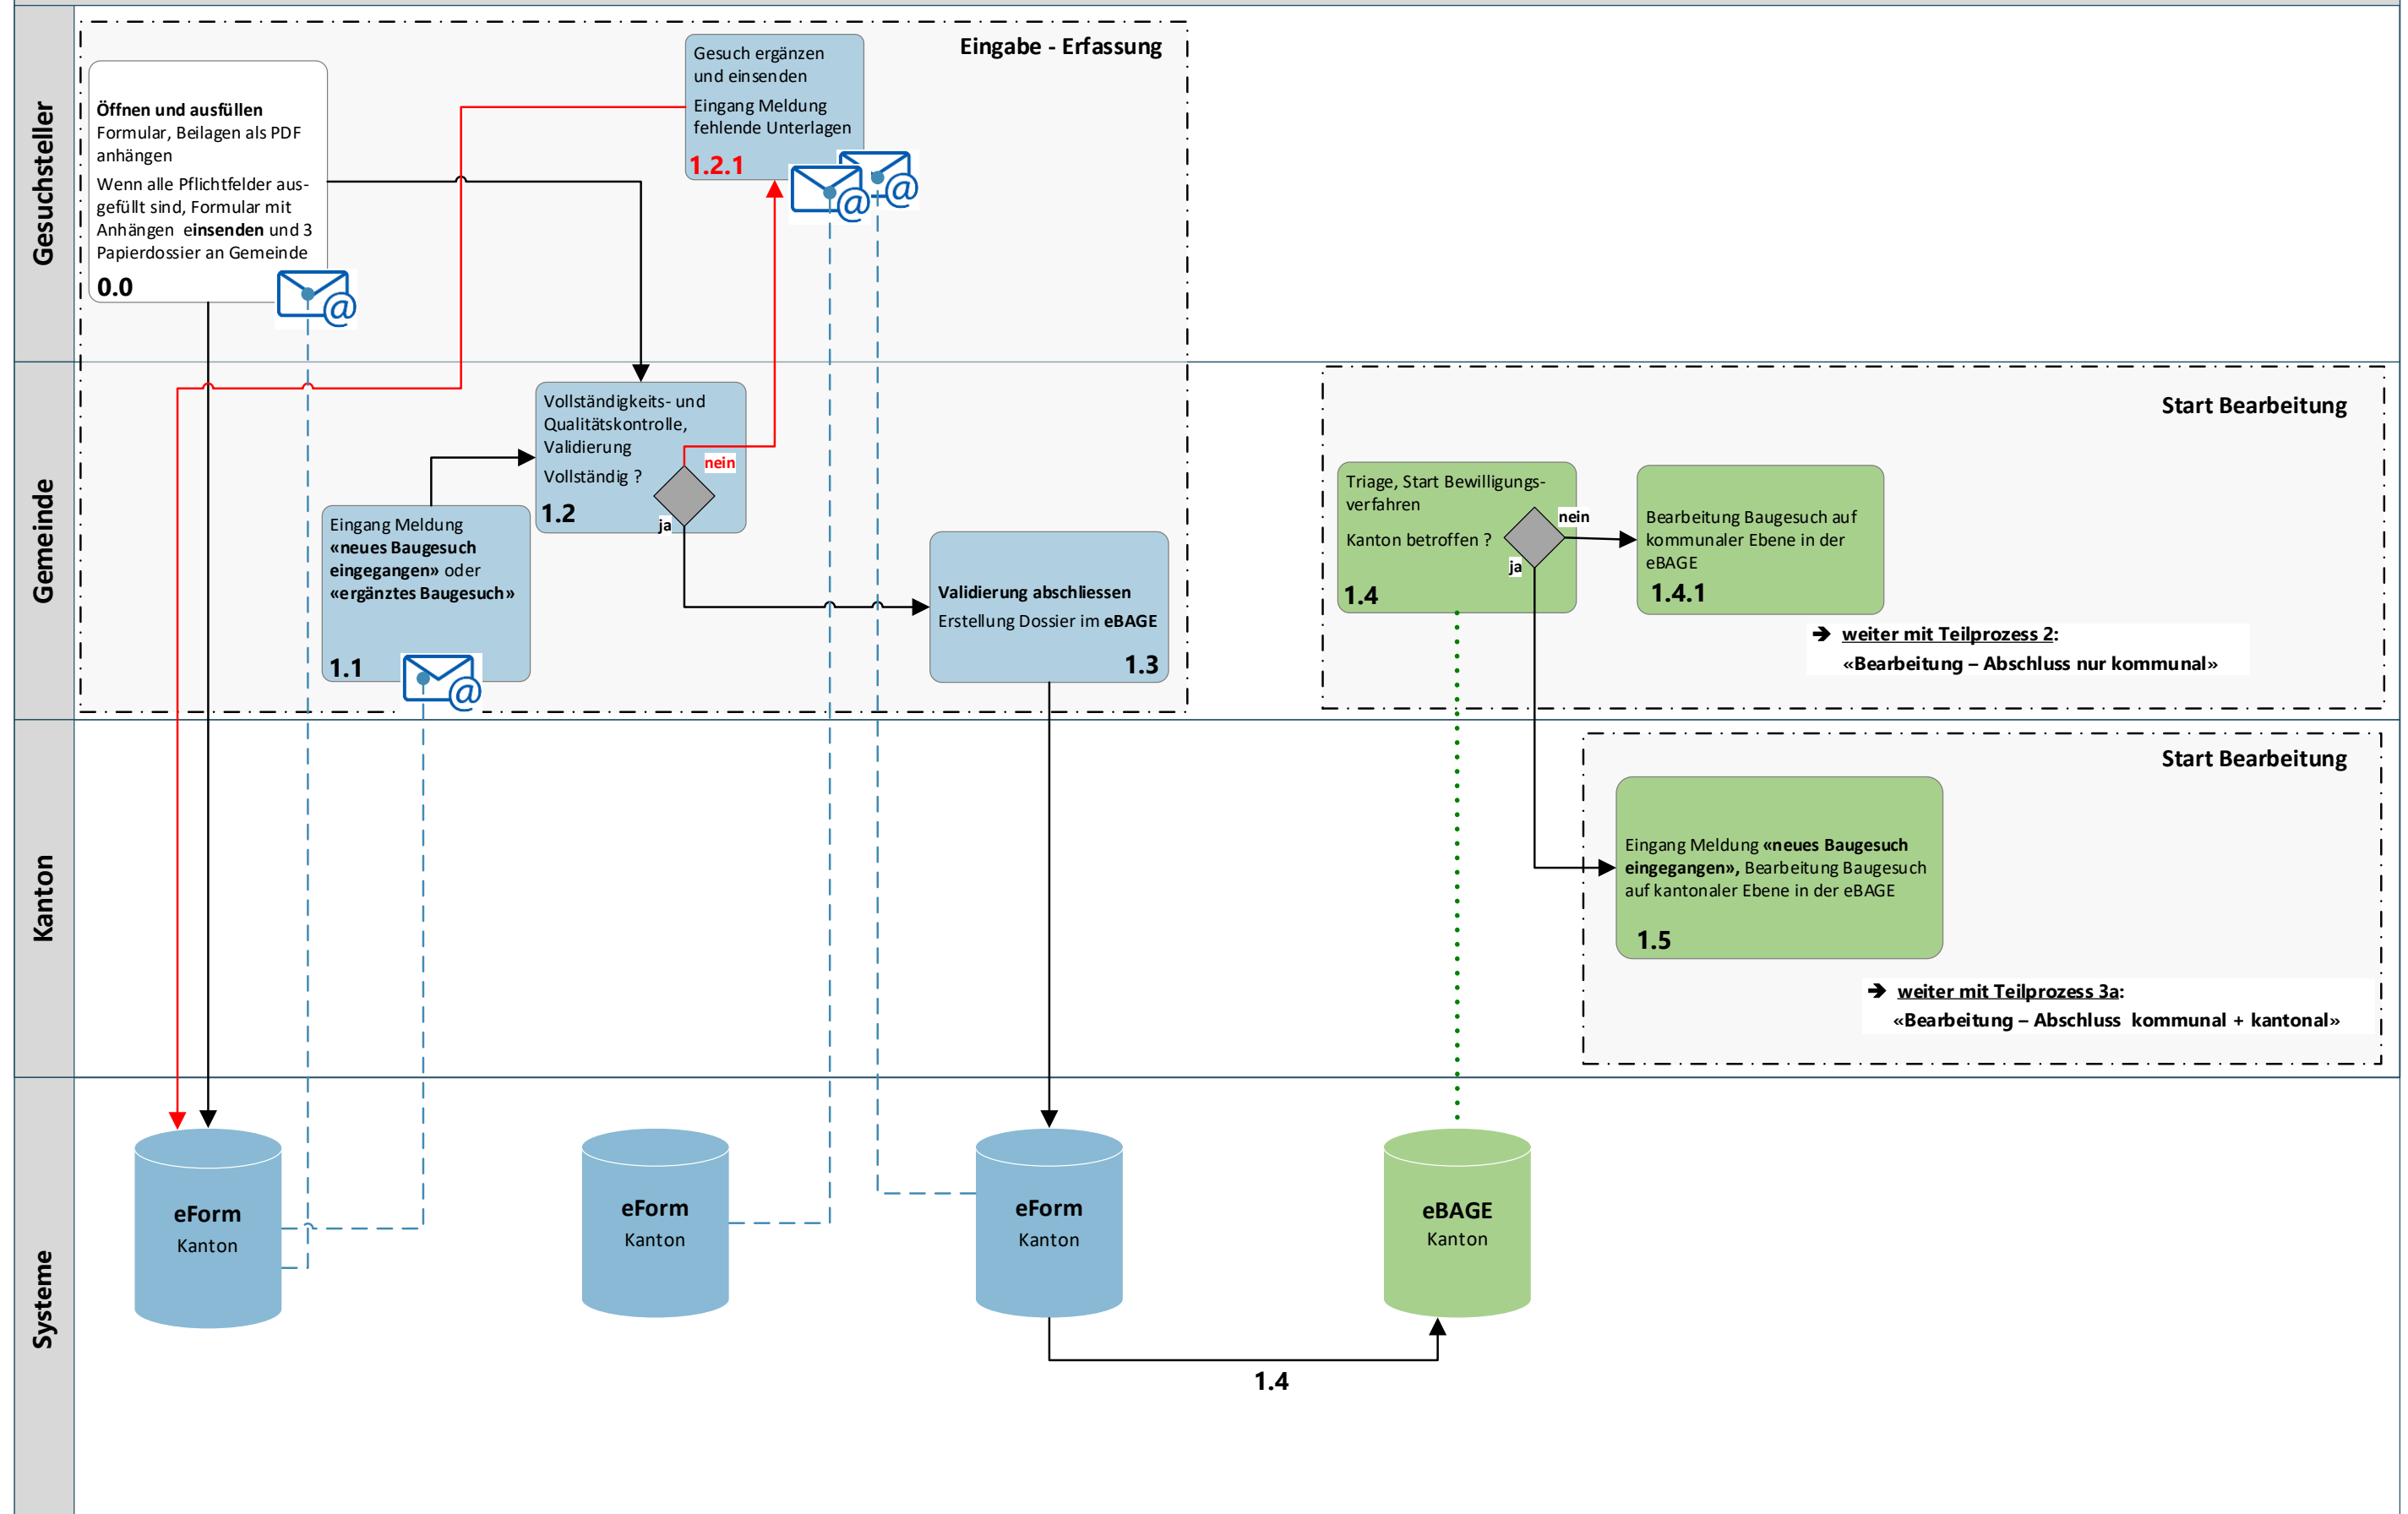 Gesuchsteller
Eingabe - Erfassung
Öffnen und ausfüllen
Formular, Beilagen als PDF
anhängen
Wenn alle Pflichtfelder aus-
gefüllt sind, Formular mit
Anhängen einsenden und 3
Papierdossier an Gemeinde
0.0
@
Gesuch ergänzen
und einsenden
Eingang Meldung
fehlende Unterlagen
1.2.1
@
@
Gemeinde
Eingang Meldung
«neues Baugesuch
eingegangen» oder
«ergänztes Baugesuch»
1.1
@
Vollständigkeits- und
Qualitätskontrolle,
Validierung
Vollständig ?
1.2
nein
ja
Validierung abschliessen
Erstellung Dossier im eBAGE
1.3
Start Bearbeitung
Triage, Start Bewilligungs-
verfahren
Kanton betroffen ?
1.4
nein
ja
Bearbeitung Baugesuch auf
kommunaler Ebene in der
eBAGE
1.4.1
➔ weiter mit Teilprozess 2:
«Bearbeitung – Abschluss nur kommunal»
Kanton
Start Bearbeitung
Eingang Meldung «neues Baugesuch
eingegangen», Bearbeitung Baugesuch
auf kantonaler Ebene in der eBAGE
1.5
➔ weiter mit Teilprozess 3a:
«Bearbeitung – Abschluss kommunal + kantonal»
Systeme
eForm
Kanton
eForm
Kanton
eForm
Kanton
eBAGE
Kanton
1.4